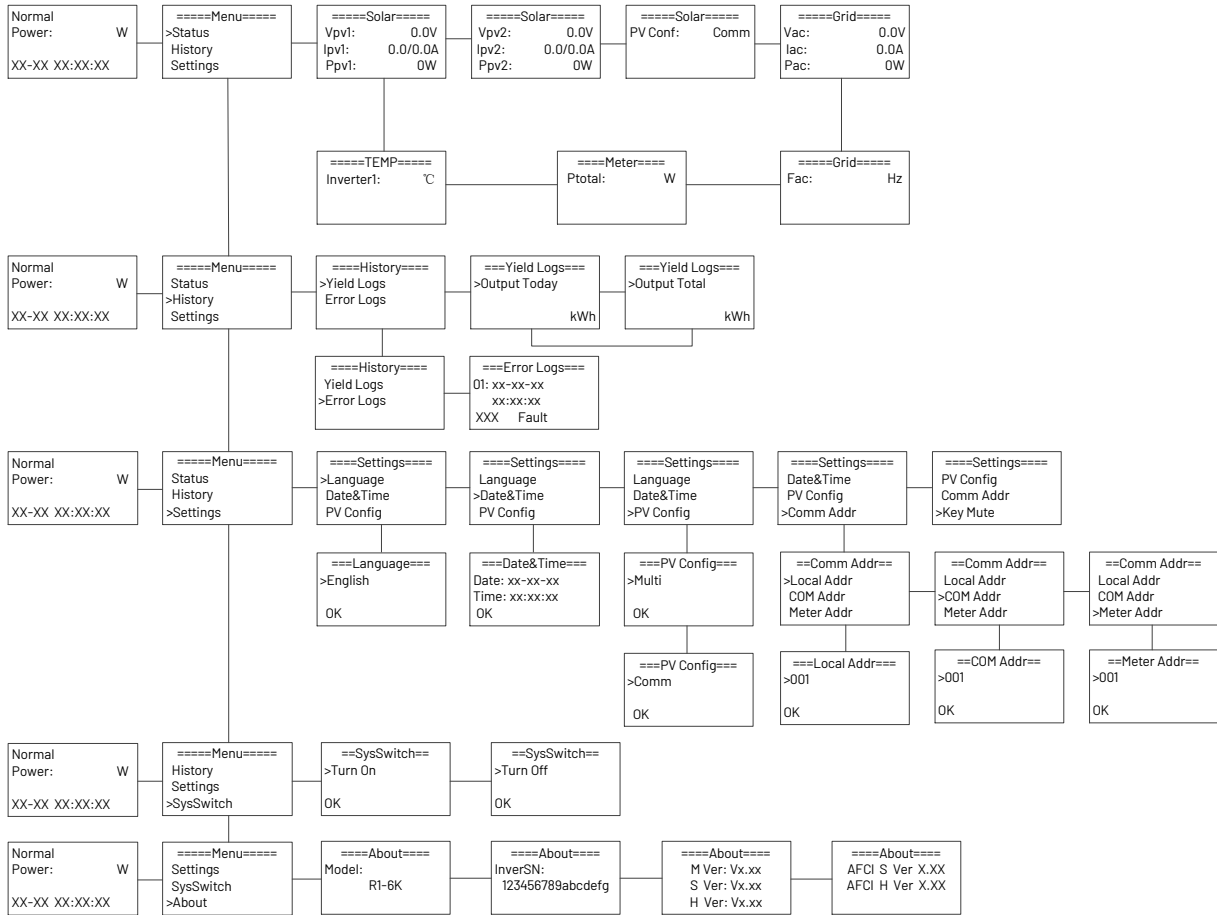 Normal
Power: W
XX-XX XX:XX:XX
=====Menu=====
>Status
History
Settings
=====Solar=====
Vpv1: 0.0V
Ipv1: 0.0/0.0A
Ppv1: 0W
=====Solar=====
Vpv2: 0.0V
Ipv2: 0.0/0.0A
Ppv2: 0W
=====Solar=====
PV Conf: Comm
=====Grid=====
Vac: 0.0V
Iac: 0.0A
Pac: 0W
=====TEMP=====
Inverter1: ℃
====Meter====
Ptotal: W
=====Grid=====
Fac: Hz
Normal
Power: W
XX-XX XX:XX:XX
=====Menu=====
Status
>History
Settings
====History====
>Yield Logs
Error Logs
===Yield Logs===
>Output Today
kWh
===Yield Logs===
>Output Total
kWh
====History====
Yield Logs
>Error Logs
===Error Logs===
01: xx-xx-xx
xx:xx:xx
XXX Fault
Normal
Power: W
XX-XX XX:XX:XX
=====Menu=====
Status
History
>Settings
====Settings====
>Language
Date&Time
PV Config
====Settings====
Language
>Date&Time
PV Config
====Settings====
Language
Date&Time
>PV Config
====Settings====
Date&Time
PV Config
>Comm Addr
====Settings====
PV Config
Comm Addr
>Key Mute
===Language===
>English
OK
===Date&Time===
Date: xx-xx-xx
Time: xx:xx:xx
OK
===PV Config===
>Multi
OK
==Comm Addr==
>Local Addr
COM Addr
Meter Addr
==Comm Addr==
Local Addr
>COM Addr
Meter Addr
==Comm Addr==
Local Addr
COM Addr
>Meter Addr
===PV Config===
>Comm
OK
===Local Addr===
>001
OK
==COM Addr==
>001
OK
==Meter Addr==
>001
OK
Normal
Power: W
XX-XX XX:XX:XX
=====Menu=====
History
Settings
>SysSwitch
==SysSwitch==
>Turn On
OK
==SysSwitch==
>Turn Off
OK
Normal
Power: W
XX-XX XX:XX:XX
=====Menu=====
Settings
SysSwitch
>About
====About====
Model:
R1-6K
====About====
InverSN:
123456789abcdefg
====About====
M Ver: Vx.xx
S Ver: Vx.xx
H Ver: Vx.xx
====About====
AFCI S Ver X.XX
AFCI H Ver X.XX